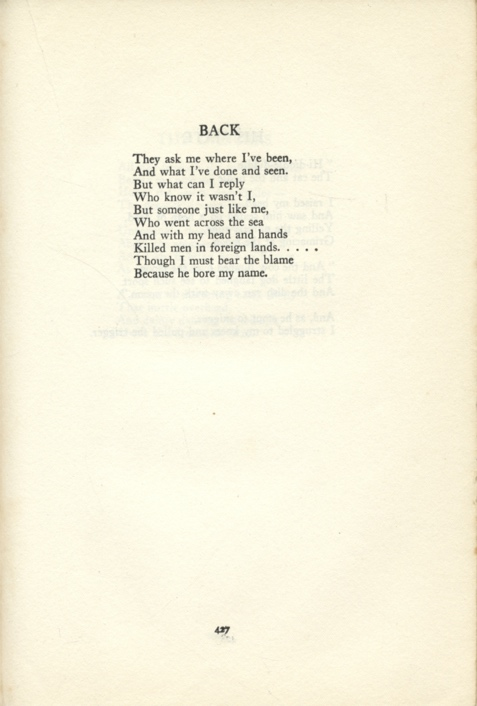 BACK
They ask me where I've been,
And what I've done and seen.
But what can I reply
Who know it wasn't I,
But someone just like me,
Who went across the sea
And with my head and hands
Killed men in foreign lands. . . . .
Though I must bear the blame
Because he bore my name.
427